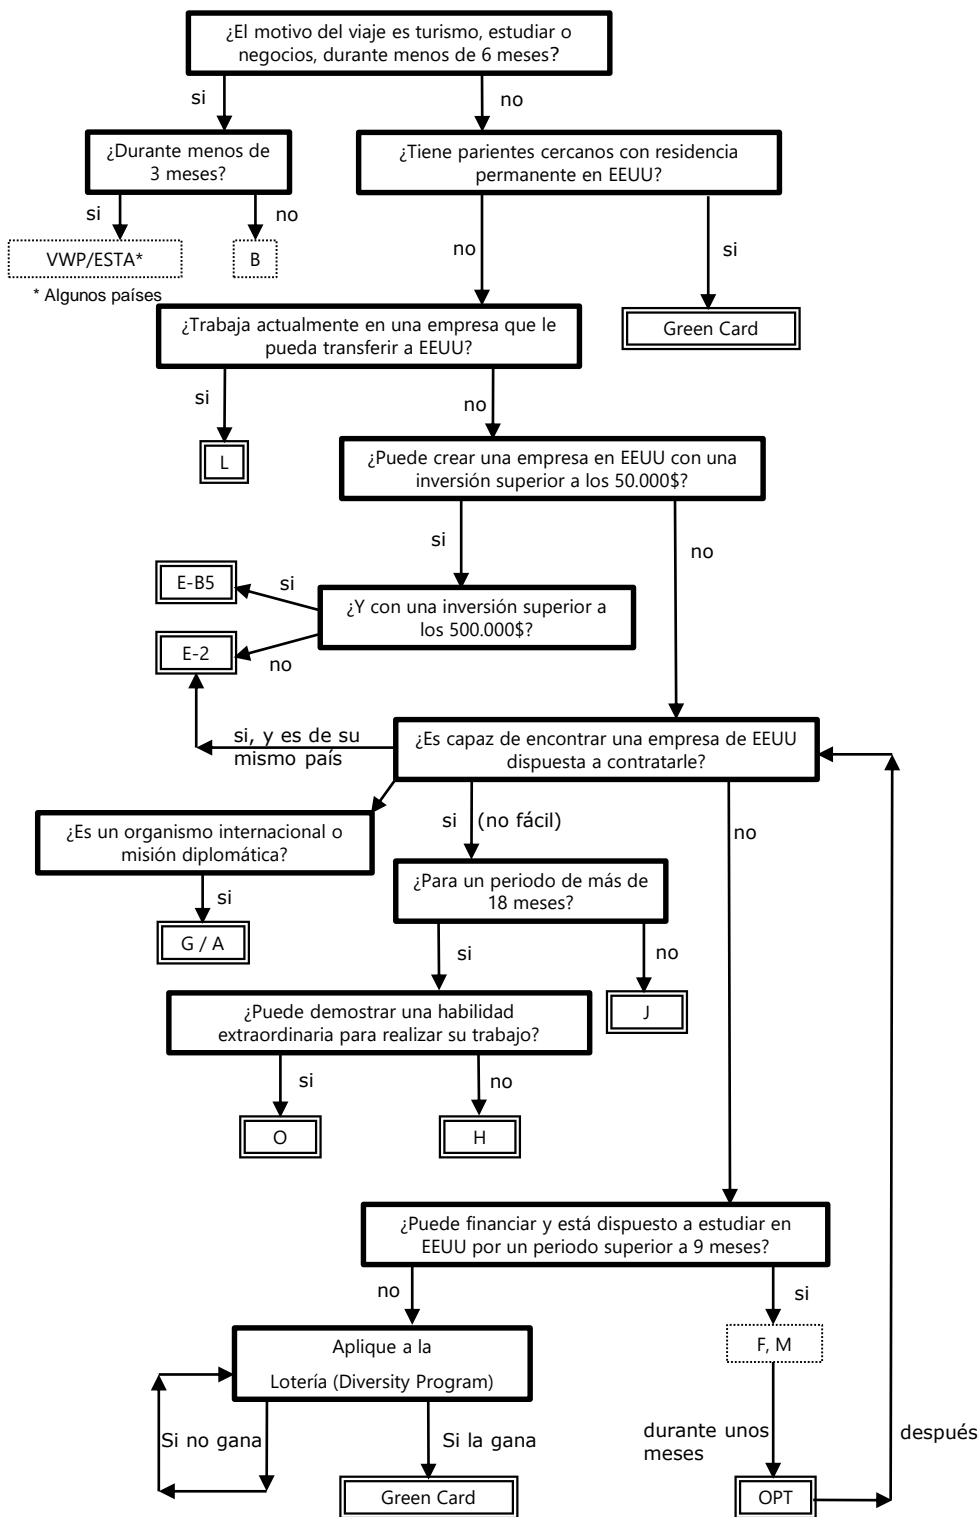 ¿El motivo del viaje es turismo, estudiar o
negocios, durante menos de 6 meses?
si
no
¿Durante menos de
3 meses?
¿Tiene parientes cercanos con residencia
permanente en EEUU?
si
no
VWP/ESTA*
B
* Algunos países
no
si
Green Card
¿Trabaja actualmente en una empresa que le
pueda transferir a EEUU?
si
no
L
¿Puede crear una empresa en EEUU con una
inversión superior a los 50.000$?
si
no
E-B5
si
¿Y con una inversión superior a
los 500.000$?
E-2
no
si, y es de su
mismo país
¿Es capaz de encontrar una empresa de EEUU
dispuesta a contratarle?
¿Es un organismo internacional o
misión diplomática?
si (no fácil)
no
si
G / A
¿Para un periodo de más de
18 meses?
si
no
J
¿Puede demostrar una habilidad
extraordinaria para realizar su trabajo?
si
no
O
H
¿Puede financiar y está dispuesto a estudiar en
EEUU por un periodo superior a 9 meses?
no
si
Aplique a la
Lotería (Diversity Program)
F, M
Si no gana
Si la gana
durante unos
meses
después
Green Card
OPT